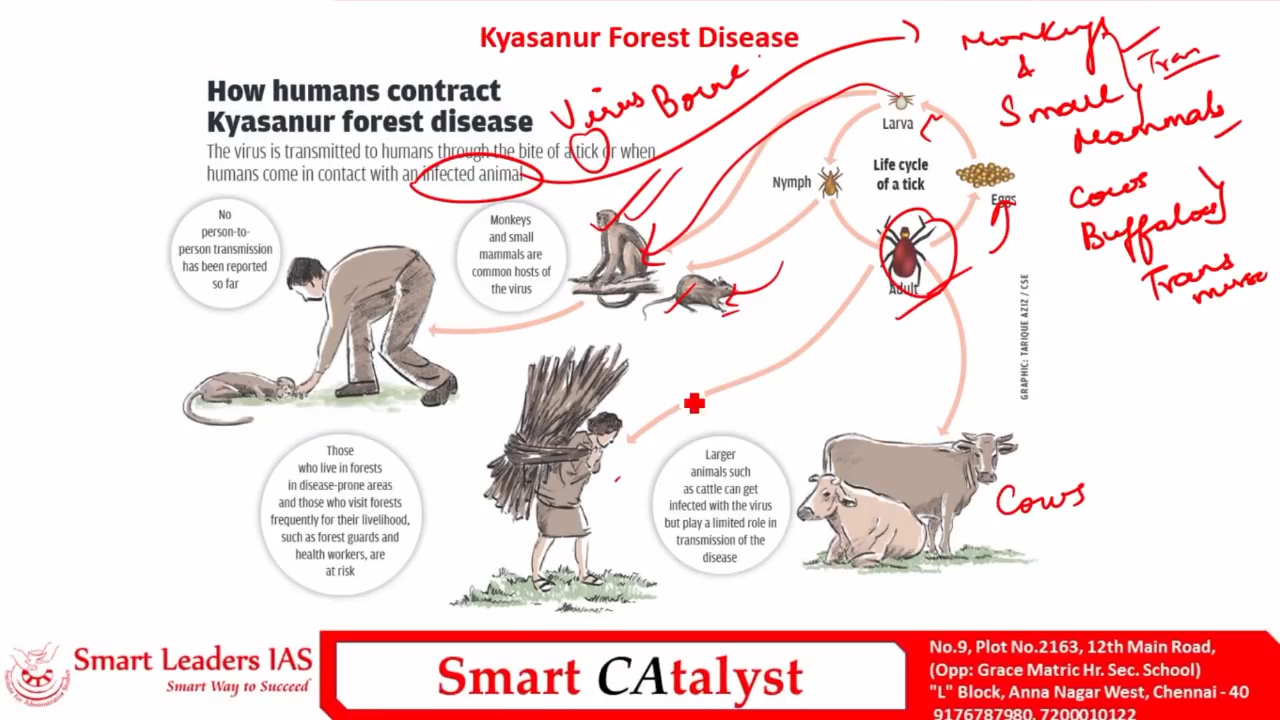 Kyasanur Forest Disease
How humans contract
Kyasanur forest disease
The virus is transmitted to humans through the bite of a tick or when
humans come in contact with an infected animal
Virus Borne
Monkeys
&
Small
Mammals
Tran
Cows
Buffalows
Trans
Larva
Nymph
Life cycle
of a tick
Eggs
Adult
No
person-to-
person transmission
has been reported
so far
Monkeys
and small
mammals are
common hosts of
the virus
GRAPHIC: TARIQUE AZIZ / CSE
Those
who live in forests
in disease-prone areas
and those who visit forests
frequently for their livelihood,
such as forest guards and
health workers, are
at risk
Larger
animals such
as cattle can get
infected with the virus
but play a limited role in
transmission of the
disease
Cows
Smart Leaders IAS
Smart Way to Succeed
Smart CAtalyst
No.9, Plot No.2163, 12th Main Road,
(Opp: Grace Matric Hr. Sec. School)
"L" Block, Anna Nagar West, Chennai - 40
9176787980, 7200010122